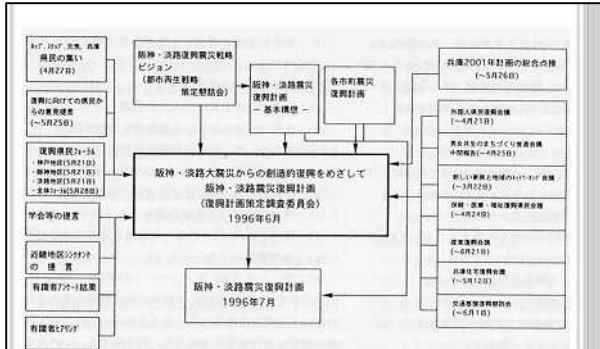 ﾎｯﾌﾟ､ｽﾃｯﾌﾟ､元気､兵庫
県民の集い
(4月27日)
復興に向けての県民か
らの意見提言
(～5月25日)
復興県民ﾌｫｰﾗﾑ
・神戸地区(5月21日)
・阪神地区(5月21日)
・淡路地区(5月21日)
・全体ﾌｫｰﾗﾑ(5月28日)
学会等の提言
近畿地区ｼﾝｸﾀﾝｸ
の 提 言
有識者ｱﾝｹｰﾄ結果
有識者ﾋｱﾘﾝｸﾞ
阪神・淡路復興震災戦略
ビジョン
(都市再生戦略
策定懇話会)
阪神・淡路震災
復興計画
－ 基本構想 －
各市町震災
復興計画
阪神・淡路大震災からの創造的復興をめざして
阪神・淡路震災復興計画
(復興計画策定調査委員会)
1996年6月
阪神・淡路震災復興計画
1996年7月
兵庫2001年計画の総合点検
(～5月26日)
外国人県民復興会議
(～4月21日)
男女共生のまちづくり推進会議
中間報告(～4月25日)
新しい家族と地域のﾊﾟｰﾄﾅｰｼｯﾌﾟ会議
(～3月22日)
保健・医療・福祉復興県民会議
(～4月24日)
産業復興会議
(～6月21日)
兵庫住宅復興会議
(～5月12日)
交通基盤復興懇話会
(～6月1日)